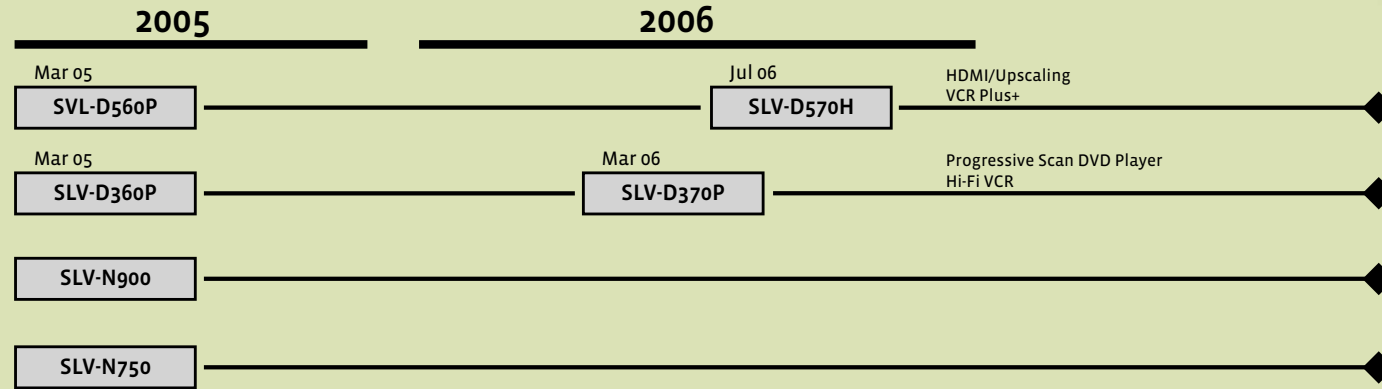 2005
2006
Mar 05
SVL-D560P
Jul 06
SLV-D570H
HDMI/Upscaling
VCR Plus+
Mar 05
SLV-D360P
Mar 06
SLV-D370P
Progressive Scan DVD Player
Hi-Fi VCR
SLV-N900
SLV-N750